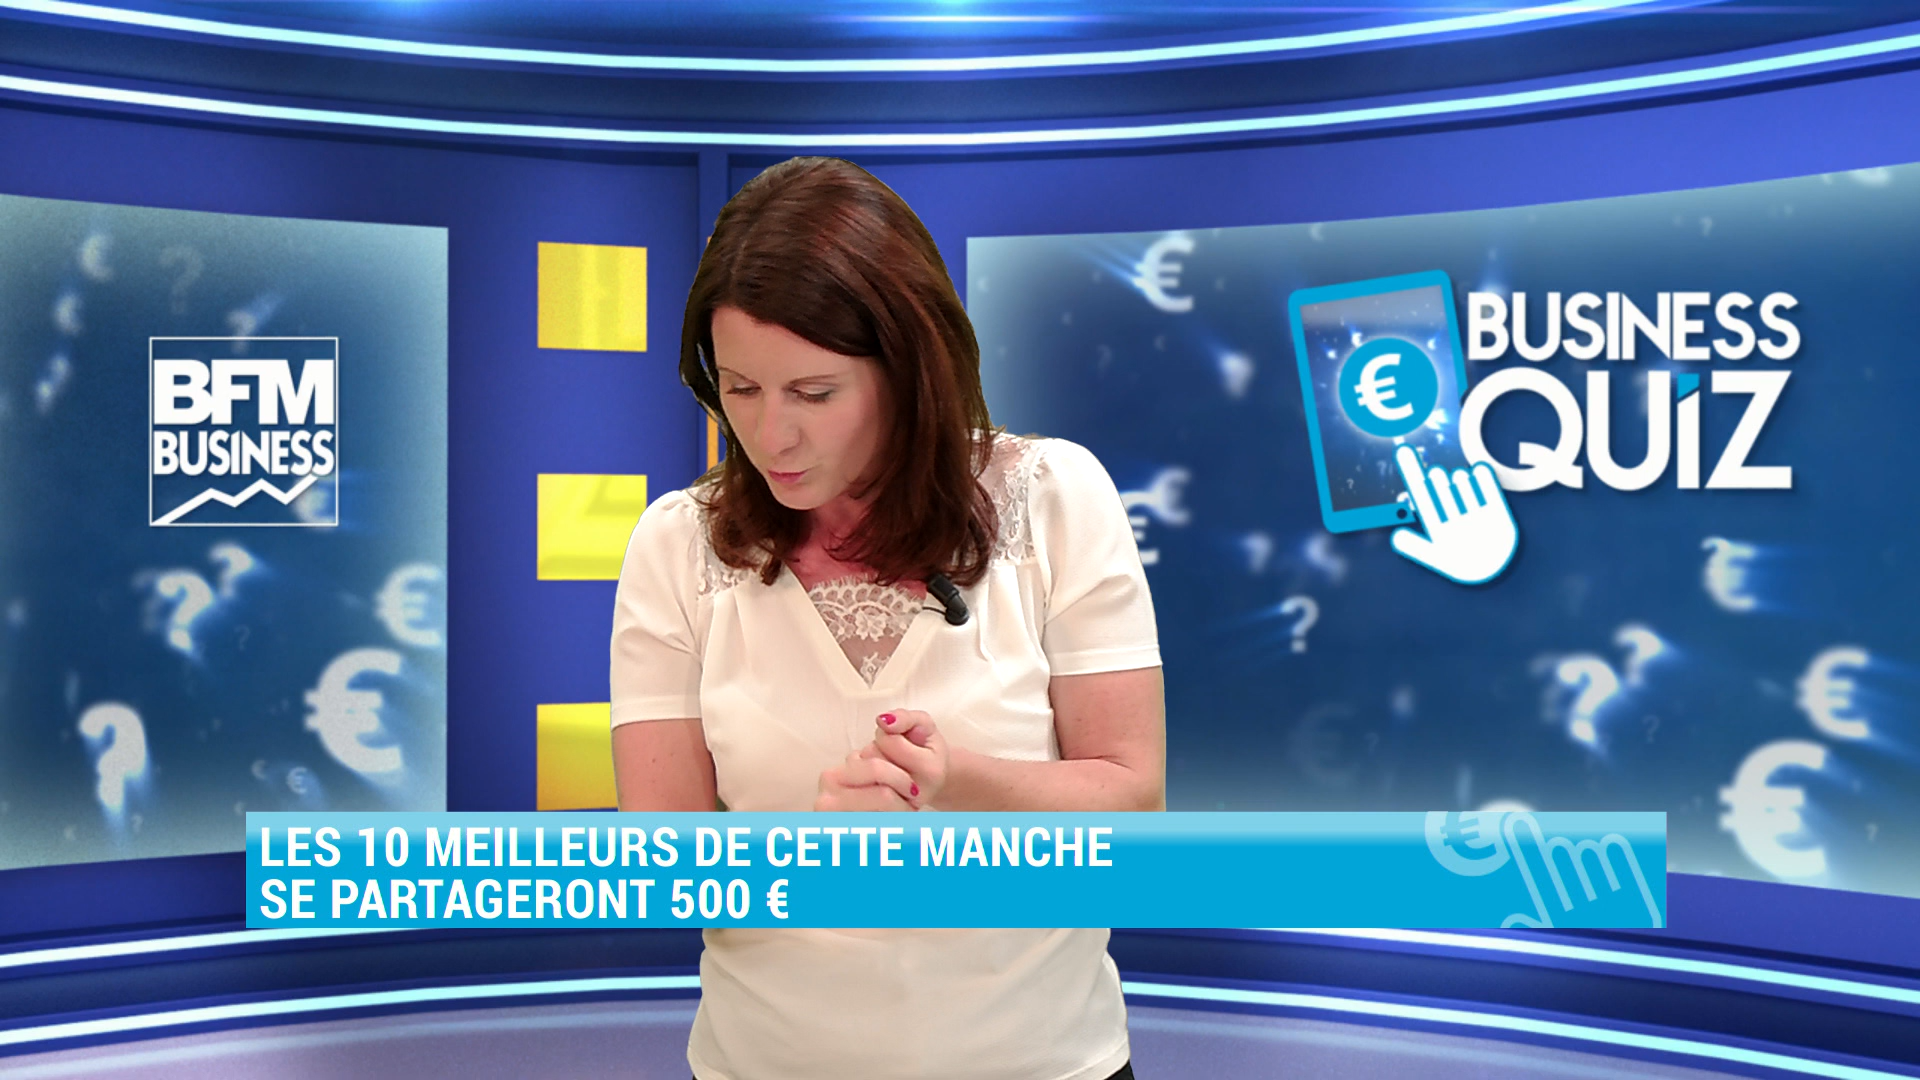 BFM
BUSINESS
€
BUSINESS
QUIZ
LES 10 MEILLEURS DE CETTE MANCHE
SE PARTAGERONT 500 €